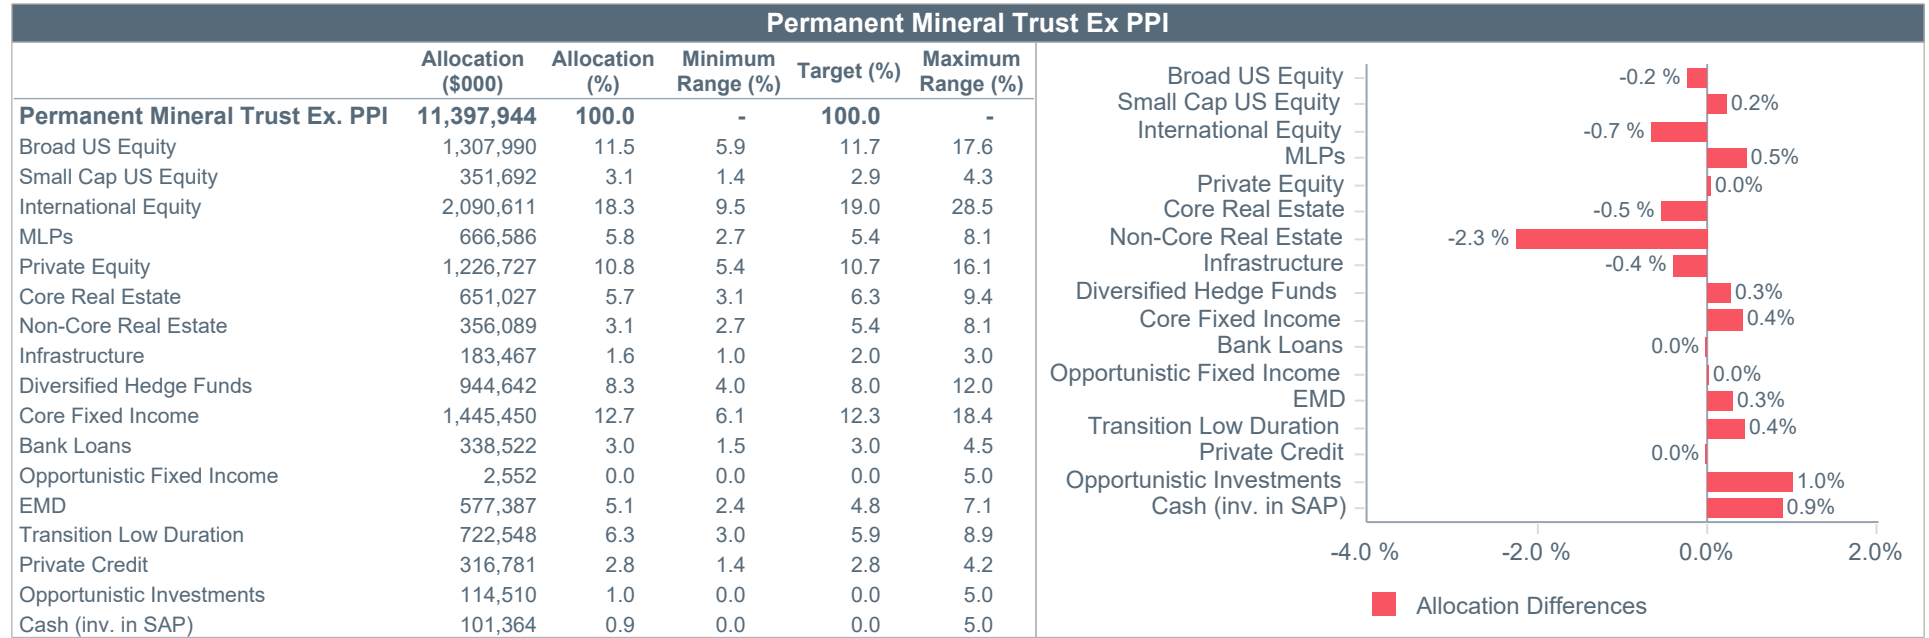 Permanent Mineral Trust Ex PPI
Allocation ($000) Allocation (%) Minimum Range (%) Target (%) Maximum Range (%)
Permanent Mineral Trust Ex. PPI 11,397,944 100.0 - 100.0 -
Broad US Equity 1,307,990 11.5 5.9 11.7 17.6
Small Cap US Equity 351,692 3.1 1.4 2.9 4.3
International Equity 2,090,611 18.3 9.5 19.0 28.5
MLPs 666,586 5.8 2.7 5.4 8.1
Private Equity 1,226,727 10.8 5.4 10.7 16.1
Core Real Estate 651,027 5.7 3.1 6.3 9.4
Non-Core Real Estate 356,089 3.1 2.7 5.4 8.1
Infrastructure 183,467 1.6 1.0 2.0 3.0
Diversified Hedge Funds 944,642 8.3 4.0 8.0 12.0
Core Fixed Income 1,445,450 12.7 6.1 12.3 18.4
Bank Loans 338,522 3.0 1.5 3.0 4.5
Opportunistic Fixed Income 2,552 0.0 0.0 0.0 5.0
EMD 577,387 5.1 2.4 4.8 7.1
Transition Low Duration 722,548 6.3 3.0 5.9 8.9
Private Credit 316,781 2.8 1.4 2.8 4.2
Opportunistic Investments 114,510 1.0 0.0 0.0 5.0
Cash (inv. in SAP) 101,364 0.9 0.0 0.0 5.0
Broad US Equity -0.2 %
Small Cap US Equity 0.2%
International Equity -0.7 %
MLPs 0.5%
Private Equity 0.0%
Core Real Estate -0.5 %
Non-Core Real Estate -2.3 %
Infrastructure -0.4 %
Diversified Hedge Funds 0.3%
Core Fixed Income 0.4%
Bank Loans 0.0%
Opportunistic Fixed Income 0.0%
EMD 0.3%
Transition Low Duration 0.4%
Private Credit 0.0%
Opportunistic Investments 1.0%
Cash (inv. in SAP) 0.9%
-4.0 % -2.0 % 0.0% 2.0%
Allocation Differences